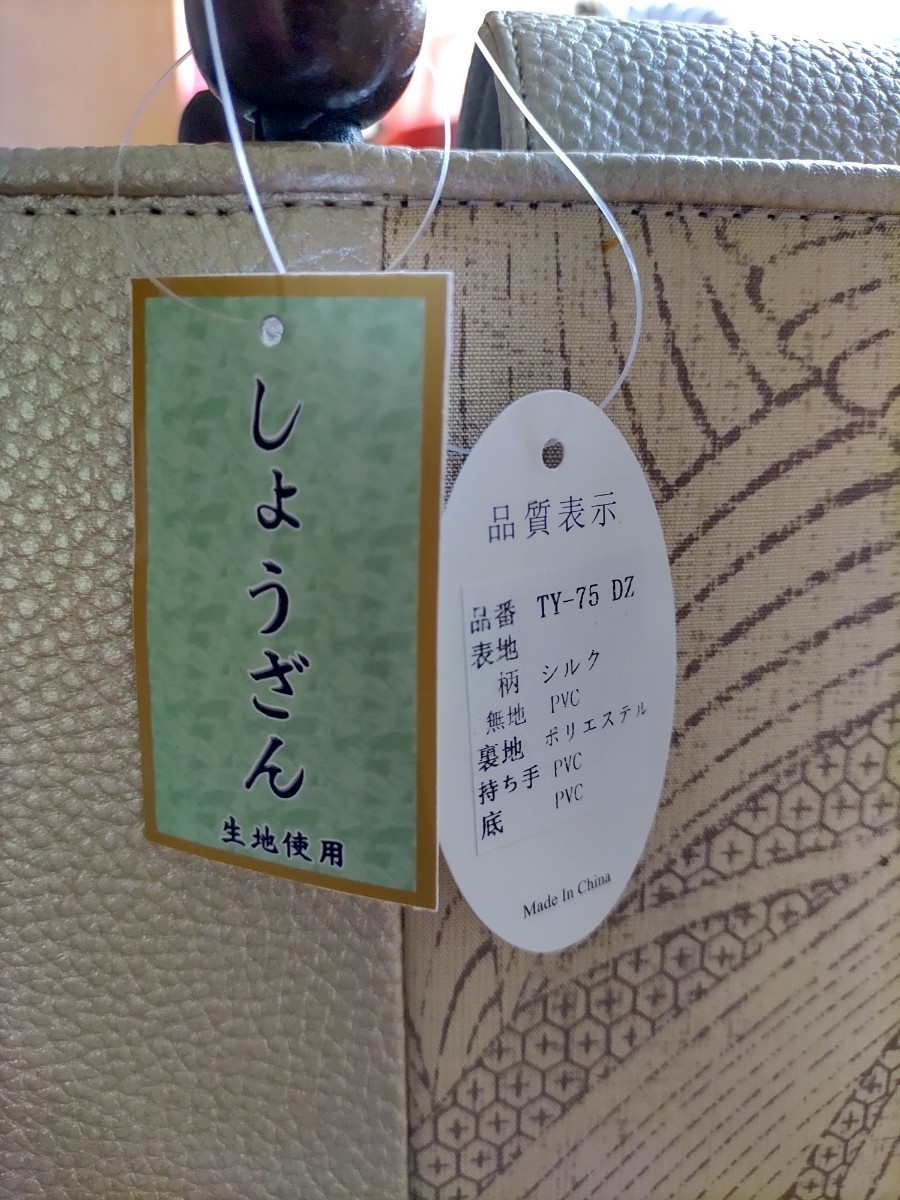 しょうざん
生地使用
品質表示
品番 TY-75 DZ
表地
柄 シルク
無地 PVC
裏地 ポリエステル
持ち手 PVC
底 PVC
Made In China